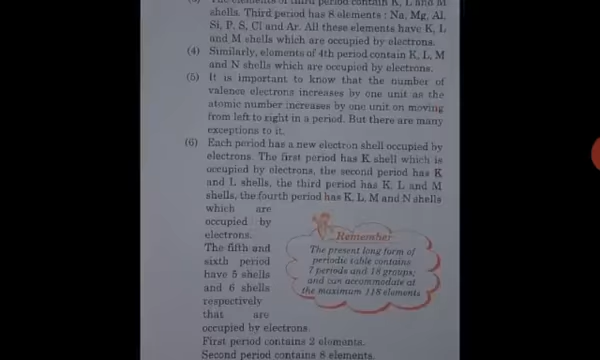 (3) The elements of third period contain K, L and M
shells. Third period has 8 elements : Na, Mg, Al,
Si, P, S, Cl and Ar. All these elements have K, L
and M shells which are occupied by electrons.
(4) Similarly, elements of 4th period contain K, L, M
and N shells which are occupied by electrons.
(5) It is important to know that the number of
valence electrons increases by one unit as the
atomic number increases by one unit on moving
from left to right in a period. But there are many
exceptions to it.
(6) Each period has a new electron shell occupied by
electrons. The first period has K shell which is
occupied by electrons, the second period has K
and L shells, the third period has K, L and M
shells, the fourth period has K, L, M and N shells
which are
occupied by
electrons.
The fifth and
sixth period
have 5 shells
and 6 shells
respectively
that are
occupied by electrons.
First period contains 2 elements.
Second period contains 8 elements.
Remember
The present long form of
periodic table contains
7 periods and 18 groups;
and can accommodate at
the maximum 118 elements